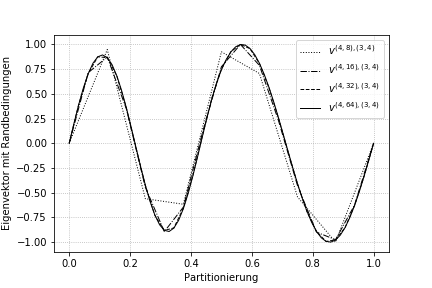 1.00
0.75
0.50
0.25
0.00
−0.25
−0.50
−0.75
−1.00
Eigenvektor mit Randbedingungen
v^{(4,8),(3,4)}
v^{(4,16),(3,4)}
v^{(4,32),(3,4)}
v^{(4,64),(3,4)}
0.0 0.2 0.4 0.6 0.8 1.0
Partitionierung